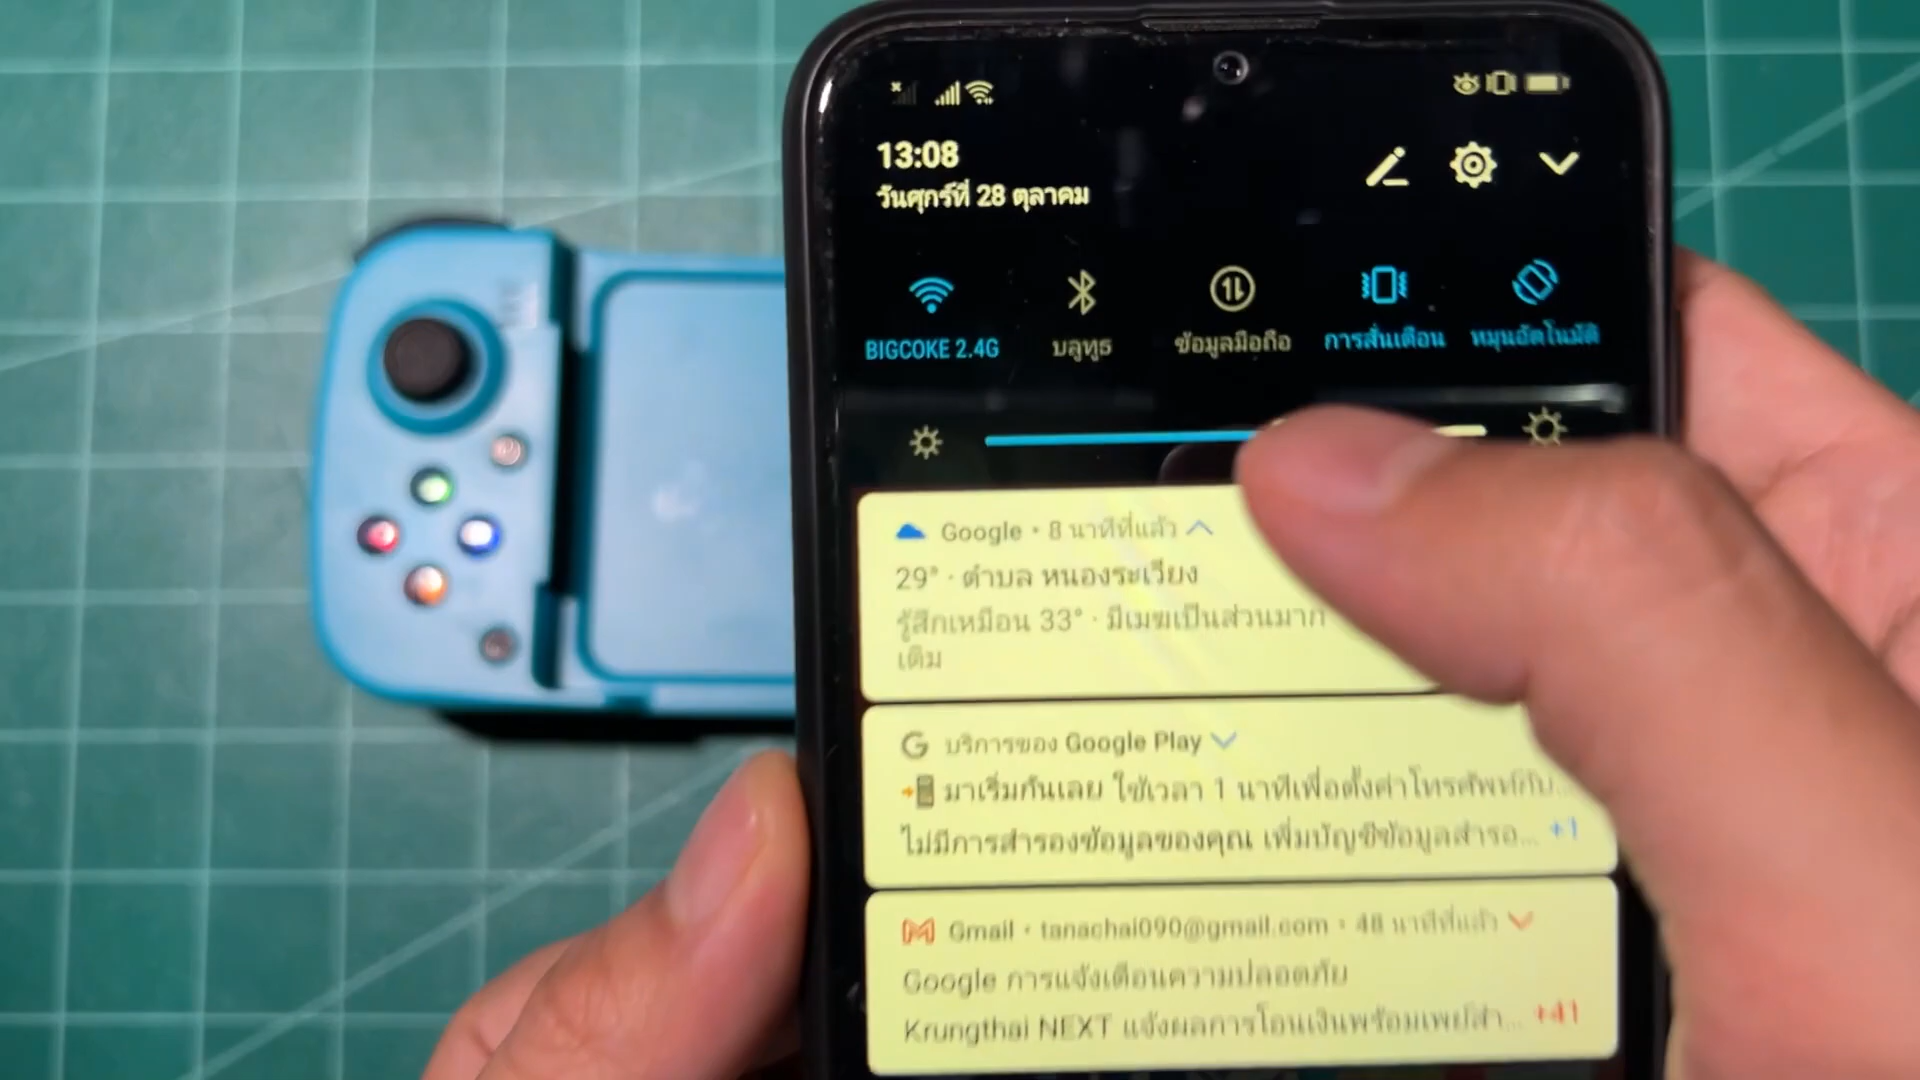 13:08
วันศุกร์ที่ 28 ตุลาคม
BIGCOKE 2.4G
บลูทูธ
ข้อมูลมือถือ
การสั่นเตือน
หมุนอัตโนมัติ
Google • 8 นาทีที่แล้ว
29° · ตำบล หนองระเวียง
รู้สึกเหมือน 33° · มีเมฆเป็นส่วนมาก
เติม
บริการของ Google Play
มาเริ่มกันเลย ใช้เวลา 1 นาทีเพื่อตั้งค่าโทรศัพท์กับ...
ไม่มีการสำรองข้อมูลของคุณ เพิ่มบัญชีข้อมูลสำรอ... +1
Gmail • tanachai090@gmail.com • 48 นาทีที่แล้ว
Google การแจ้งเตือนความปลอดภัย
Krungthai NEXT แจ้งผลการโอนเงินพร้อมเพย์สำ... +41